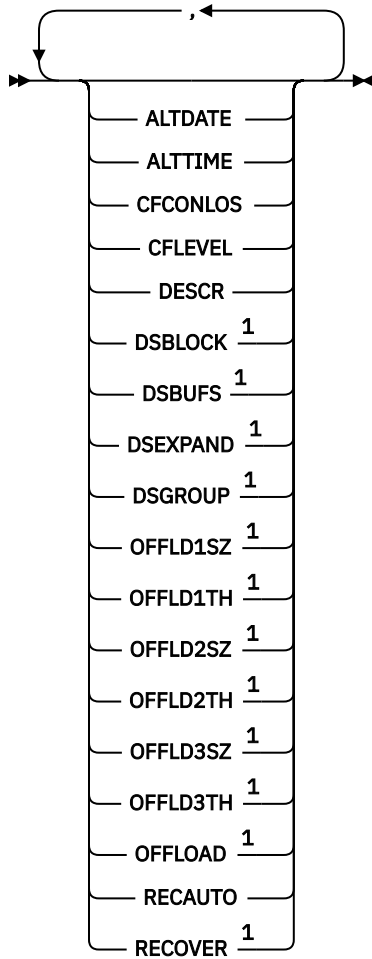 ,
ALTDATE
ALTTIME
CFCONLOS
CFLEVEL
DESCR
DSBLOCK 1
DSBUFS 1
DSEXPAND 1
DSGROUP 1
OFFLD1SZ 1
OFFLD1TH 1
OFFLD2SZ 1
OFFLD2TH 1
OFFLD3SZ 1
OFFLD3TH 1
OFFLOAD 1
RECAUTO
RECOVER 1